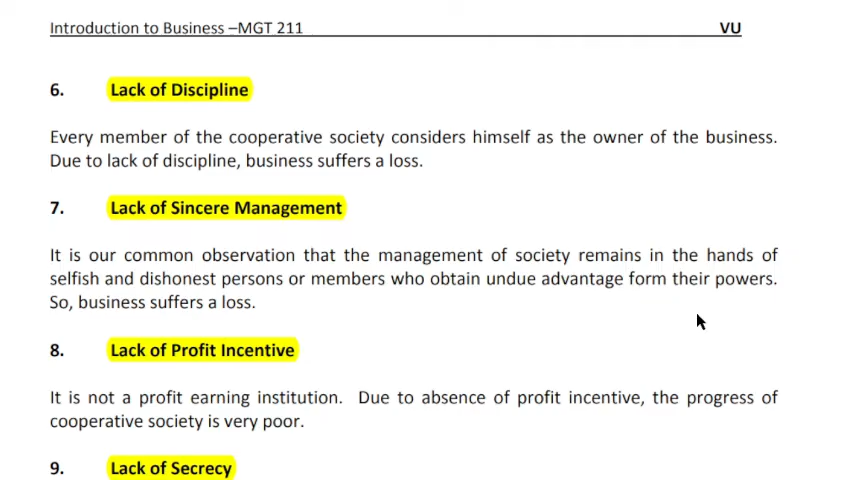 Introduction to Business –MGT 211 VU
6. Lack of Discipline
Every member of the cooperative society considers himself as the owner of the business.
Due to lack of discipline, business suffers a loss.
7. Lack of Sincere Management
It is our common observation that the management of society remains in the hands of
selfish and dishonest persons or members who obtain undue advantage form their powers.
So, business suffers a loss.
8. Lack of Profit Incentive
It is not a profit earning institution. Due to absence of profit incentive, the progress of
cooperative society is very poor.
9. Lack of Secrecy